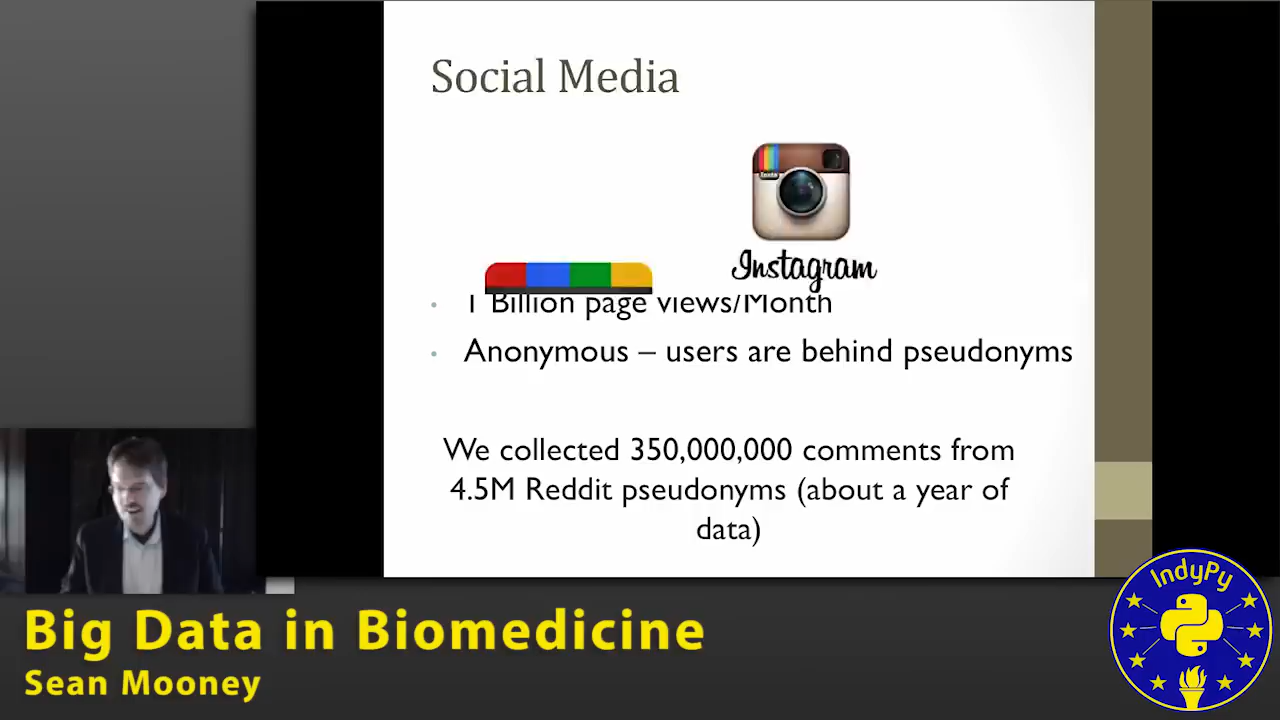 Social Media
Insta
Instagram
1 Billion page views/Month
Anonymous – users are behind pseudonyms
We collected 350,000,000 comments from
4.5M Reddit pseudonyms (about a year of
data)
Big Data in Biomedicine
Sean Mooney
IndyPy